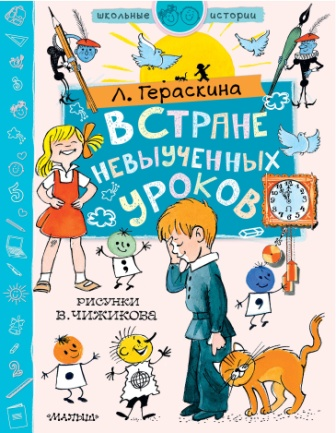 школьные истории
Л. Гераскина
В СТРАНЕ
НЕВЫУЧЕННЫХ
УРОКОВ
РИСУНКИ
В. ЧИЖИКОВА
•МАЛЫШ•